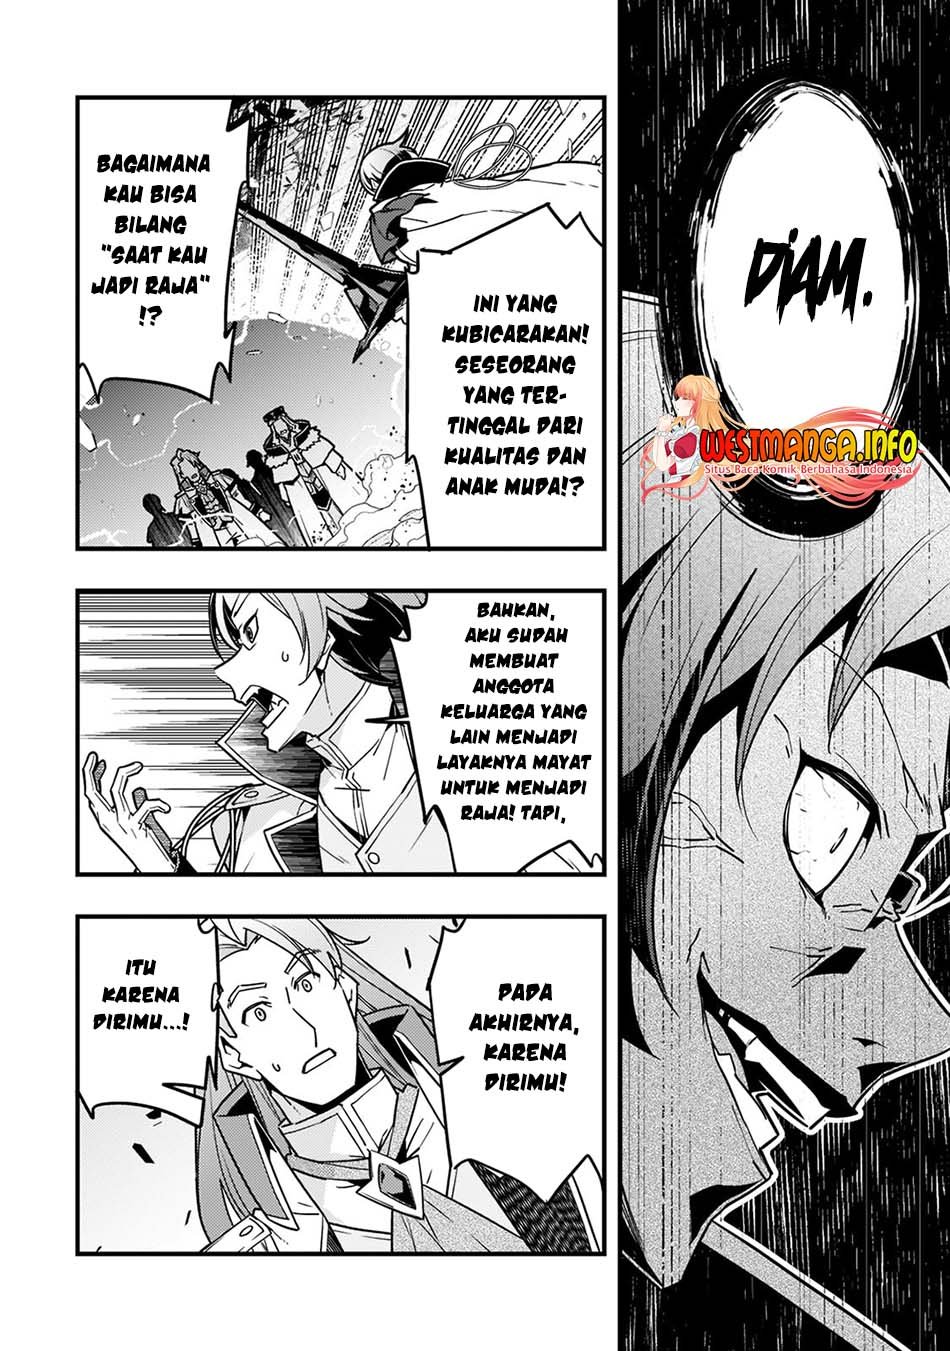 DIAM.
WESTMANGA.INFO
Situs Baca Komik Berbahasa Indonesia
INI YANG
KUBICARAKAN!
SESEORANG
YANG TER-
TINGGAL DARI
KUALITAS DAN
ANAK MUDA!?
BAGAIMANA
KAU BISA
BILANG
"SAAT KAU
JADI RAJA"
!?
BAHKAN,
AKU SUDAH
MEMBUAT
ANGGOTA
KELUARGA YANG
LAIN MENJADI
LAYAKNYA MAYAT
UNTUK MENJADI
RAJA! TAPI,
PADA
AKHIRNYA,
KARENA
DIRIMU!
ITU
KARENA
DIRIMU...!